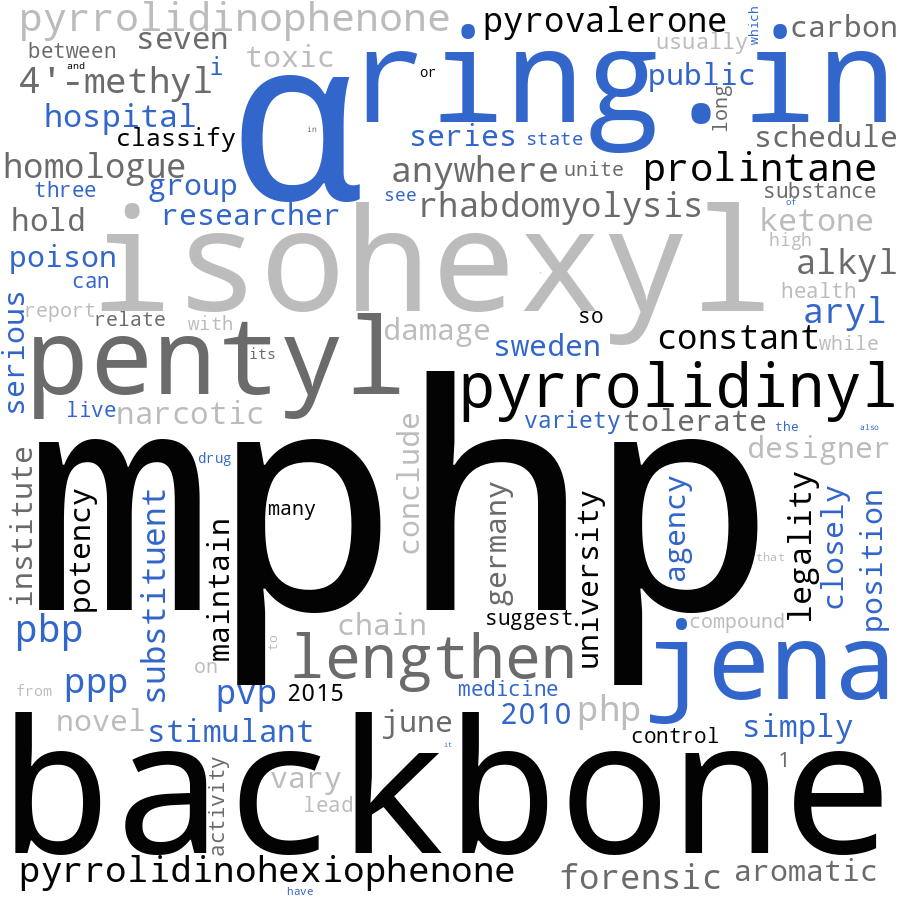 pyrrolidinophenone
pyrovalerone
which
carbon
between
seven
α
ring.in
usually
toxic
and
or
4'-methyl
i
public
long
hospital
in
classify
series
state
schedule
homologue
anywhere
unite
prolintane
three
group
see
substance
of
hold
researcher
rhabdomyolysis
ketone
high
poison
isohexyl
alkyl
can
health
serious
report
relate
with
damage
so
aryl
pentyl
its
sweden
constant
while
pyrrolidinyl
live
narcotic
variety
tolerate
the
also
mphp
drug
conclude
designer
institute
potency
substituent
maintain
many
germany
university
agency
that
legality
closely
position
pbp
suggest
chain
to
compound
lengthen
jena
on
from
ppp
pvp
2015
medicine
2010
php
novel
stimulant
june
control
simply
it
backbone
1
activity
vary
lead
pyrrolidinohexiophenone
forensic
aromatic
have